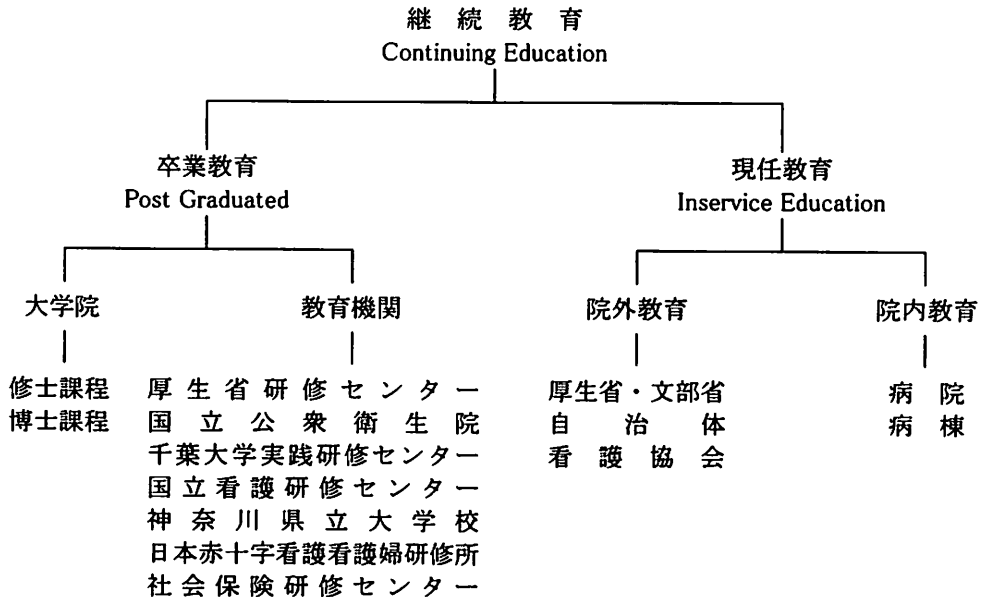 継続教育
Continuing Education
卒業教育
Post Graduated
現任教育
Inservice Education
大学院
教育機関
院外教育
院内教育
修士課程
博士課程
厚生省研修センター
国立公衆衛生院
千葉大学実践研修センター
国立看護研修センター
神奈川県立大学校
日本赤十字看護看護婦研修所
社会保険研修センター
厚生省・文部省
自治体
看護協会
病院
病棟